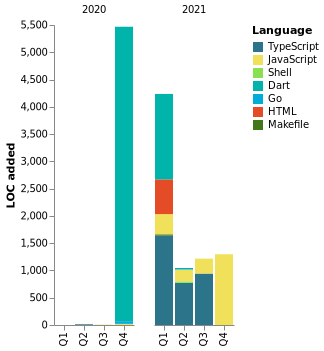 2020
2021
LOC added
5,500
5,000
4,500
4,000
3,500
3,000
2,500
2,000
1,500
1,000
500
0
Q1
Q2
Q3
Q4
Q1
Q2
Q3
Q4
Language
TypeScript
JavaScript
Shell
Dart
Go
HTML
Makefile